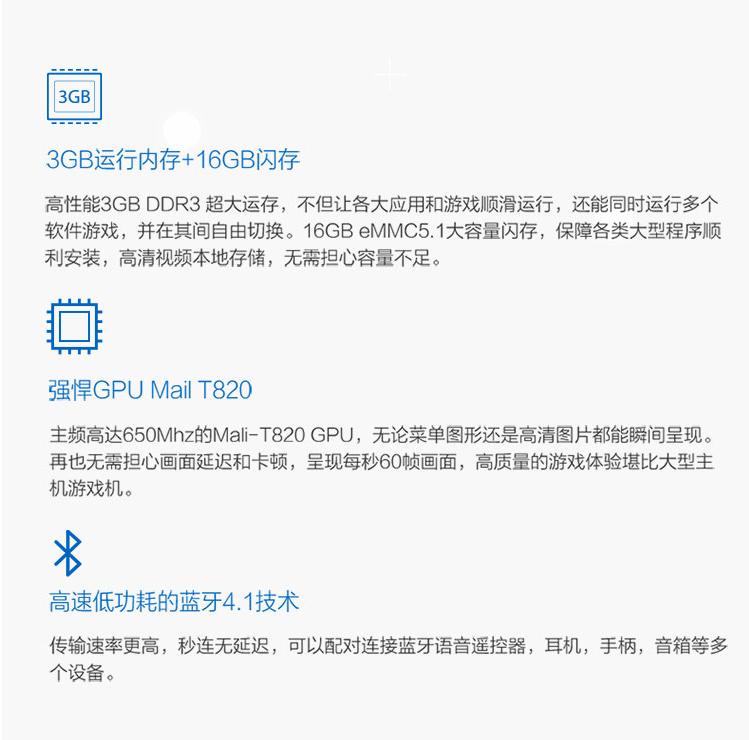 3GB
3GB运行内存+16GB闪存
高性能3GB DDR3 超大运存，不但让各大应用和游戏顺滑运行，还能同时运行多个
软件游戏，并在其间自由切换。16GB eMMC5.1大容量闪存，保障各类大型程序顺
利安装，高清视频本地存储，无需担心容量不足。
强悍GPU Mail T820
主频高达650Mhz的Mali-T820 GPU，无论菜单图形还是高清图片都能瞬间呈现。
再也无需担心画面延迟和卡顿，呈现每秒60帧画面，高质量的游戏体验堪比大型主
机游戏机。
高速低功耗的蓝牙4.1技术
传输速率更高，秒连无延迟，可以配对连接蓝牙语音遥控器，耳机，手柄，音箱等多
个设备。